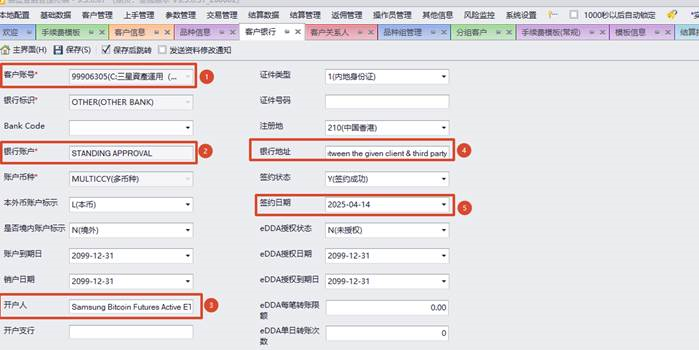 本地配置 基础数据 客户管理 上手管理 参数管理 交易管理 结算数据 结算管理 返佣管理 操作员管理 其他信息 风险监控 系统设置 1000秒以后自动锁定
欢迎 手续费模板 客户信息 品种信息 客户银行 客户关系人 品种组管理 分组客户 手续费模板(常规) 模板信息
主界面(H) 保存(S) 保存后跳转 发送资料修改通知
客户账号* 99906305(C:三星資產運用（... 1 证件类型 1(内地身份证)
银行标识* OTHER(OTHER BANK) 证件号码
Bank Code 注册地 210(中国香港)
银行账户* STANDING APPROVAL 2 银行地址 between the given client & third party 4
账户币种* MULTICCY(多币种) 签约状态 Y(签约成功)
本外币账户标示 L(本币) 签约日期 2025-04-14 5
是否境内账户标示 N(境外) eDDA授权状态 N(未授权)
账户到期日 2099-12-31 eDDA授权日期 2099-12-31
销户日期 2099-12-31 eDDA授权到期日 2099-12-31
开户人 Samsung Bitcoin Futures Active ET 3 eDDA每笔转账限额 0.00
开户支行 eDDA单日转账次数 0